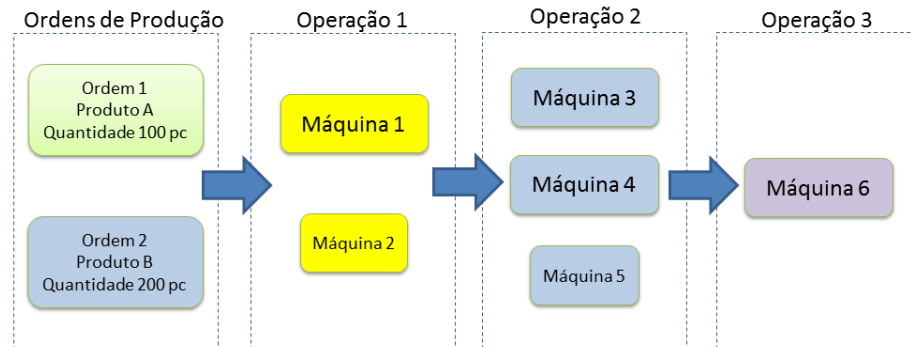 Ordens de Produção
Ordem 1
Produto A
Quantidade 100 pc
Ordem 2
Produto B
Quantidade 200 pc
Operação 1
Máquina 1
Máquina 2
Operação 2
Máquina 3
Máquina 4
Máquina 5
Operação 3
Máquina 6